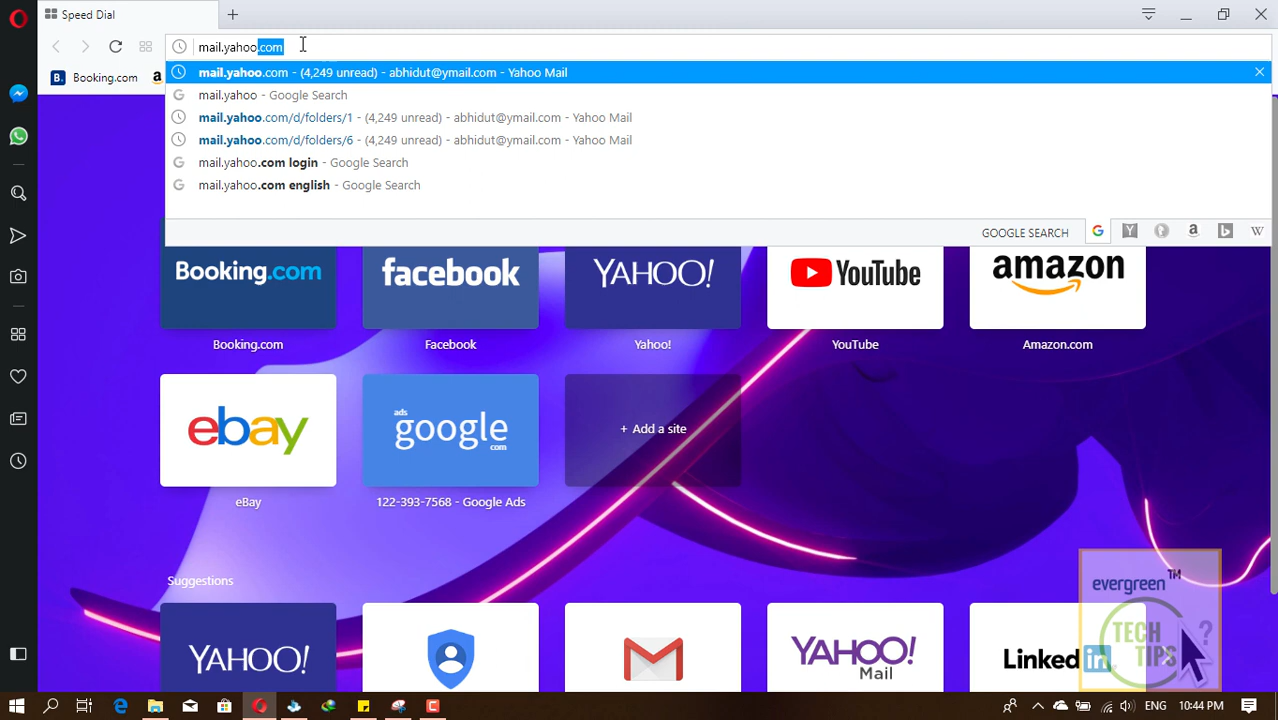 Speed Dial
mail.yahoo.com
B. Booking.com a
mail.yahoo.com - (4,249 unread) - abhidut@ymail.com - Yahoo Mail
mail.yahoo - Google Search
mail.yahoo.com/d/folders/1 - (4,249 unread) - abhidut@ymail.com - Yahoo Mail
mail.yahoo.com/d/folders/6 - (4,249 unread) - abhidut@ymail.com - Yahoo Mail
mail.yahoo.com login - Google Search
mail.yahoo.com english - Google Search
GOOGLE SEARCH G Y a b W
Booking.com facebook YAHOO! YouTube amazon
Booking.com Facebook Yahoo! YouTube Amazon.com
ebay ads google com + Add a site
eBay 122-393-7568 - Google Ads
Suggestions
evergreen™
TECH TIPS ?
YAHOO! YAHOO! Mail Linked in
ENG 10:44 PM